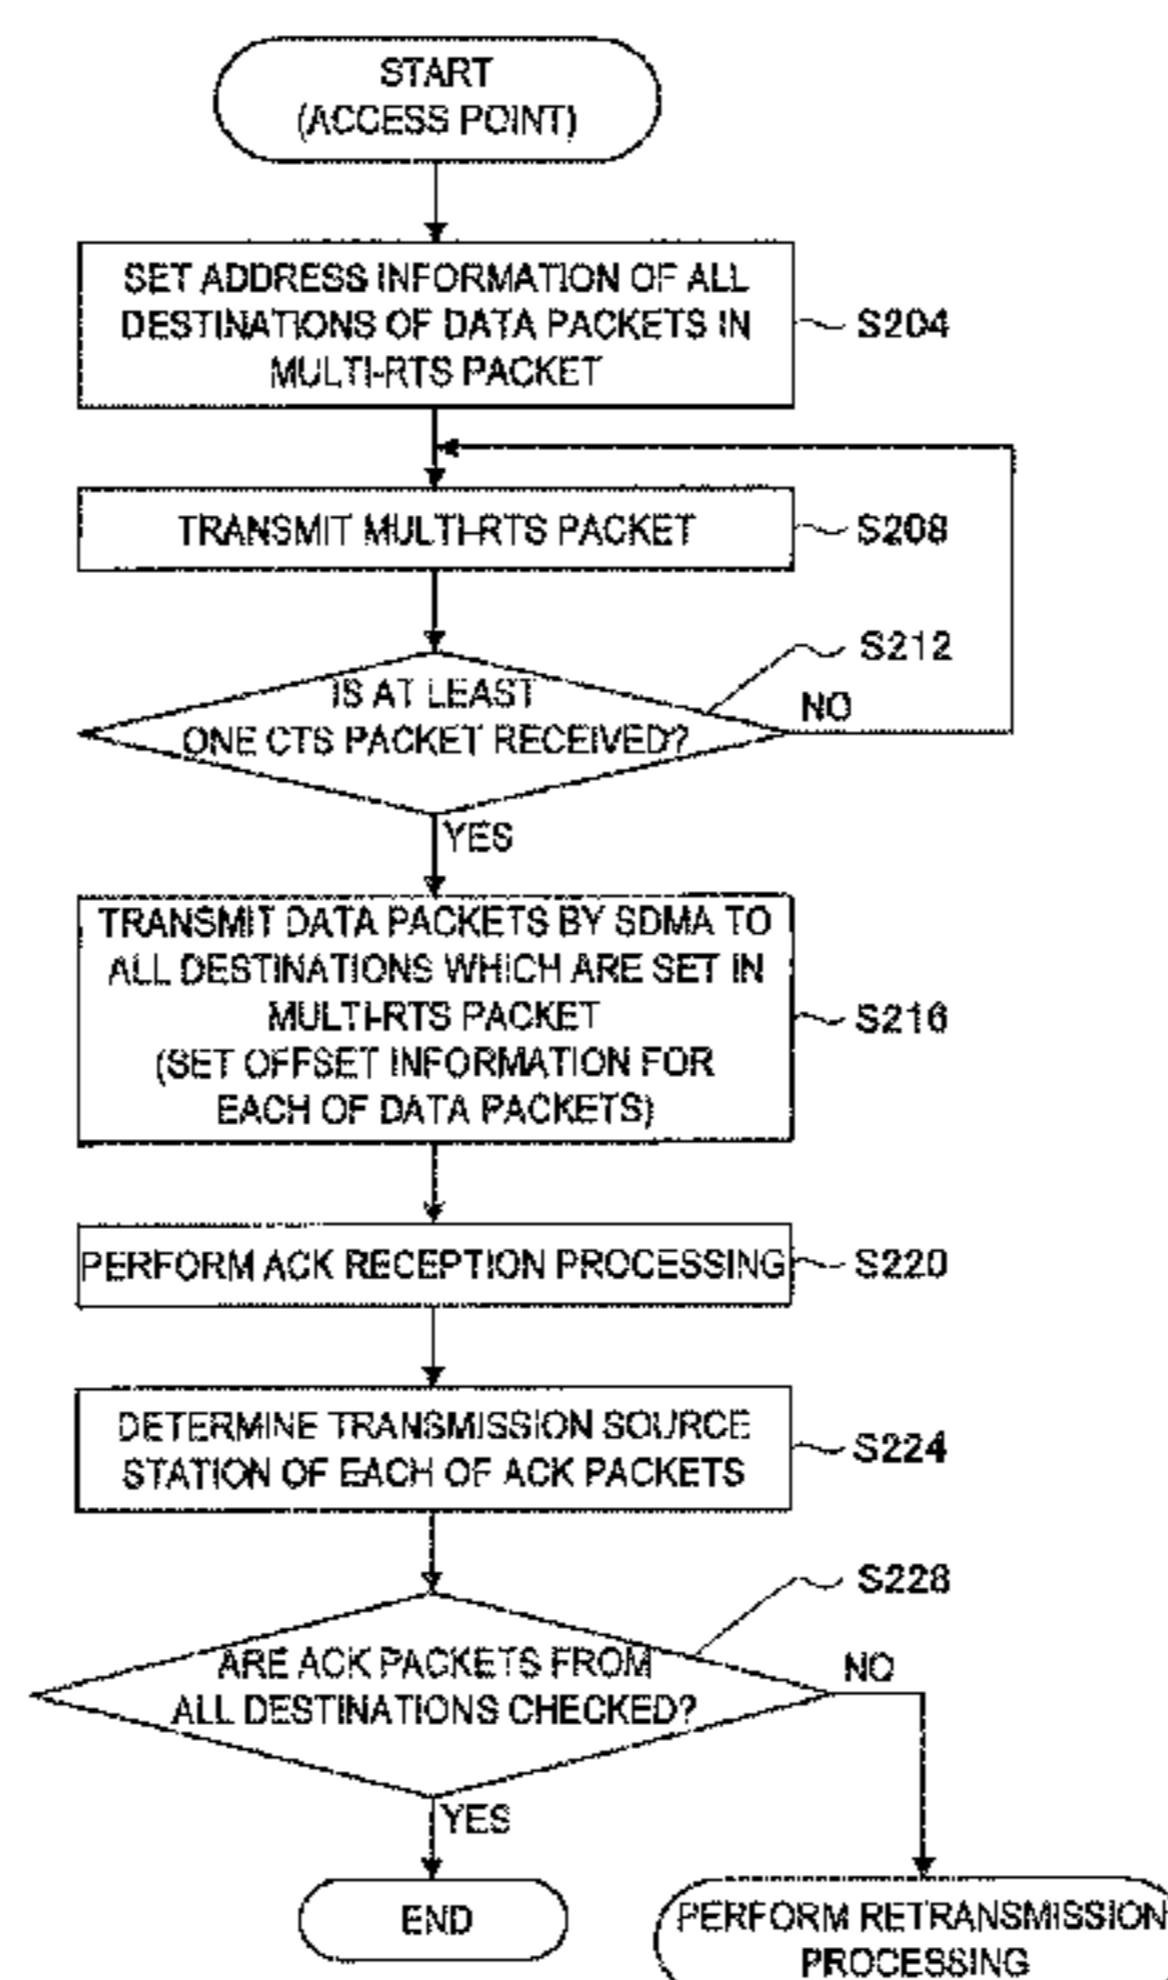 START
(ACCESS POINT)
SET ADDRESS INFORMATION OF ALL
DESTINATIONS OF DATA PACKETS IN
MULTI-RTS PACKET
S204
TRANSMIT MULTI-RTS PACKET
S208
S212
IS AT LEAST
ONE CTS PACKET RECEIVED?
NO
YES
TRANSMIT DATA PACKETS BY SDMA TO
ALL DESTINATIONS WHICH ARE SET IN
MULTI-RTS PACKET
(SET OFFSET INFORMATION FOR
EACH OF DATA PACKETS)
S216
PERFORM ACK RECEPTION PROCESSING
S220
DETERMINE TRANSMISSION SOURCE
STATION OF EACH OF ACK PACKETS
S224
S228
ARE ACK PACKETS FROM
ALL DESTINATIONS CHECKED?
NO
YES
END
PERFORM RETRANSMISSION
PROCESSING